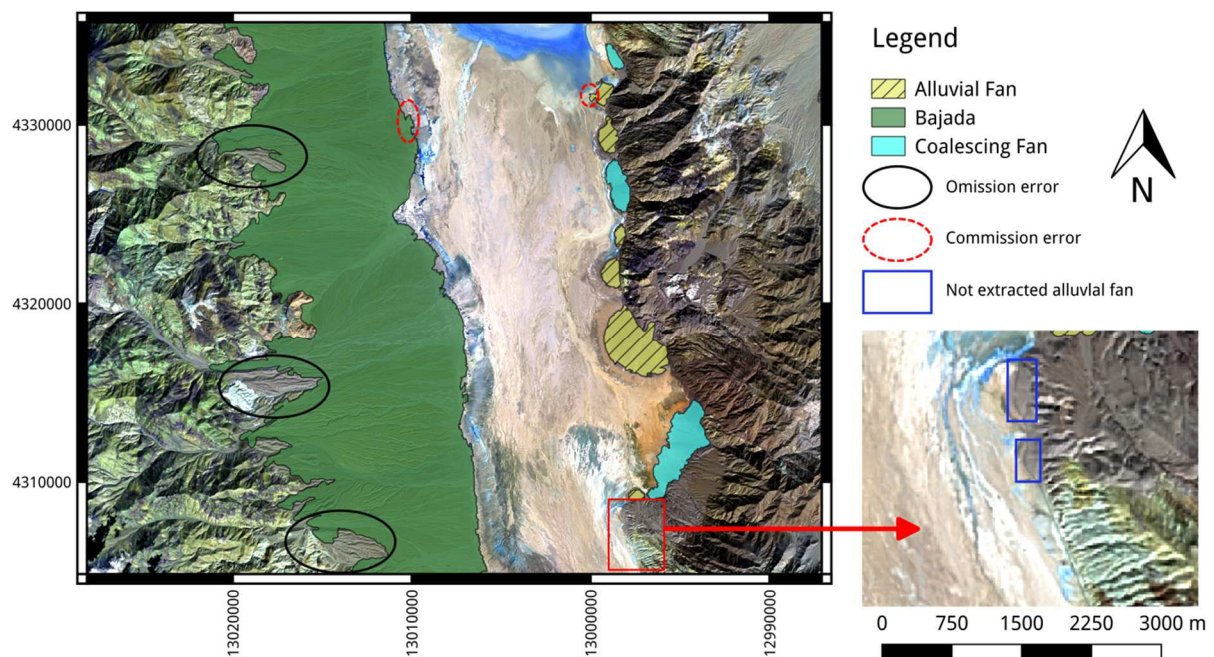 Legend
Alluvial Fan
Bajada
Coalescing Fan
Omission error
Commission error
Not extracted alluvlal fan
N
4330000
4320000
4310000
13020000
13010000
13000000
12990000
0 750 1500 2250 3000 m